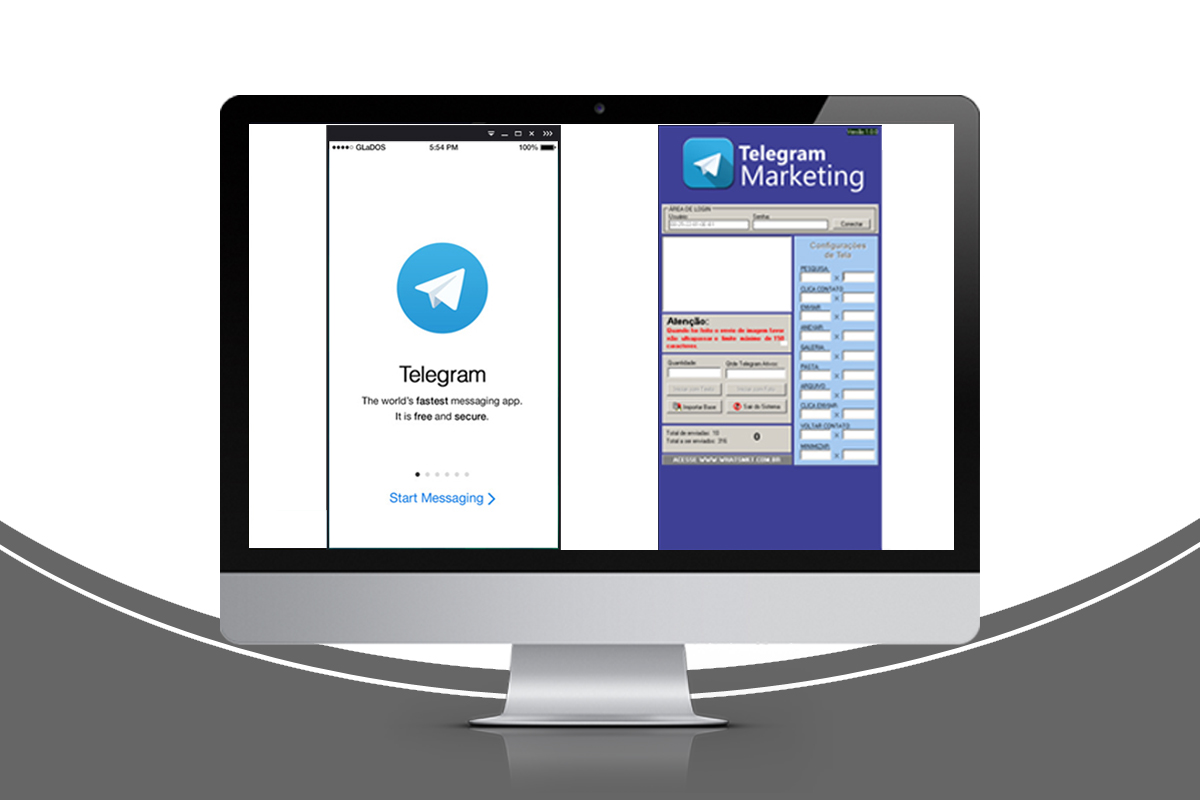 GLaDOS 5:54 PM 100%
Telegram
The world's fastest messaging app.
It is free and secure.
Start Messaging
Versão 1.0.0
Telegram
Marketing
ÁREA DE LOGIN
Usuário: Senha:
Conectar
Configurações
de Tela
PESQUISA:
x
CLICA CONTATO:
x
ENVIAR:
x
ANEXAR:
x
GALERIA:
x
PASTA:
x
ARQUIVO:
x
CLICA ENVIAR:
x
VOLTAR CONTATO:
x
MINIMIZAR:
x
Atenção:
Quando for feito o envio de imagem favor
não ultrapassar o limite máximo de 150
caracteres.
Quantidade: Qtde Telegram Ativos:
Iniciar com Texto Iniciar com Foto
Importar Base Sair do Sistema
Total de enviadas: 10
Total a ser enviados: 316
0
ACESSE WWW.WHATSMKT.COM.BR